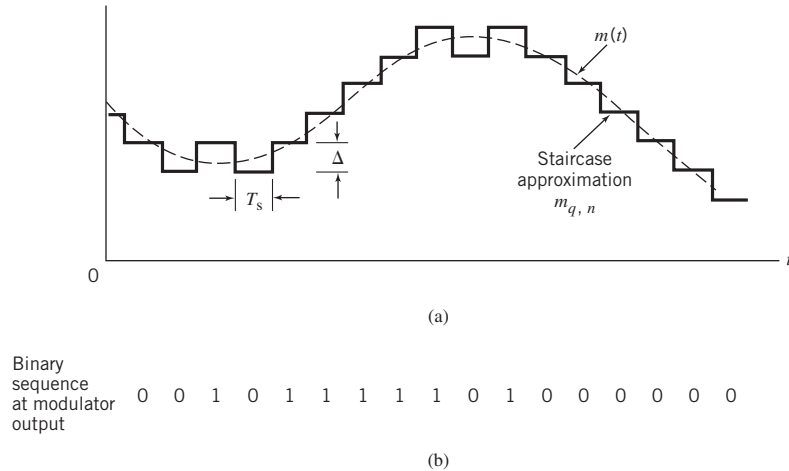 m(t)
Δ
Staircase
approximation
m_{q, n}
T_s
0
t
(a)
Binary
sequence
at modulator
output
0 0 1 0 1 1 1 1 1 0 1 0 0 0 0 0 0
(b)